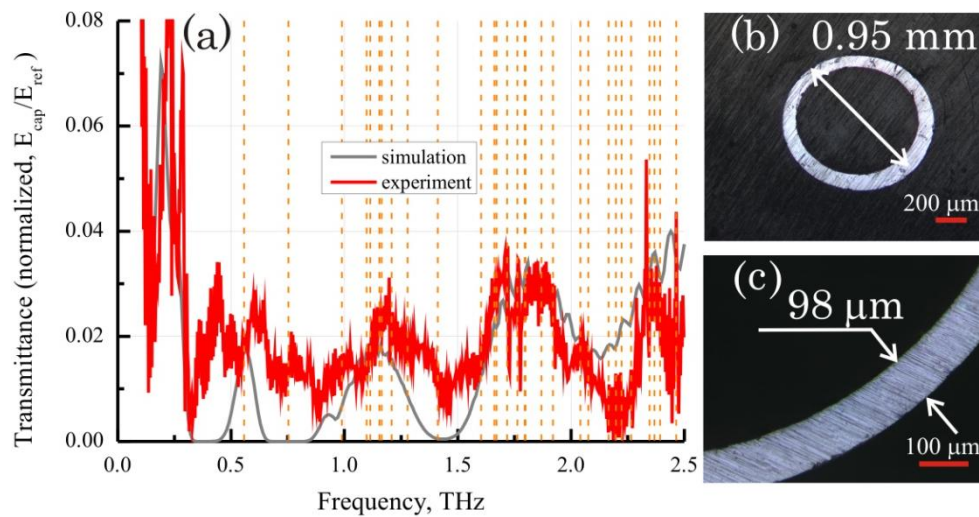 (a)
Transmittance (normalized, E_cap/E_ref)
0.08
0.06
0.04
0.02
0.00
simulation
experiment
0.0 0.5 1.0 1.5 2.0 2.5
Frequency, THz
(b)
0.95 mm
200 μm
(c)
98 μm
100 μm